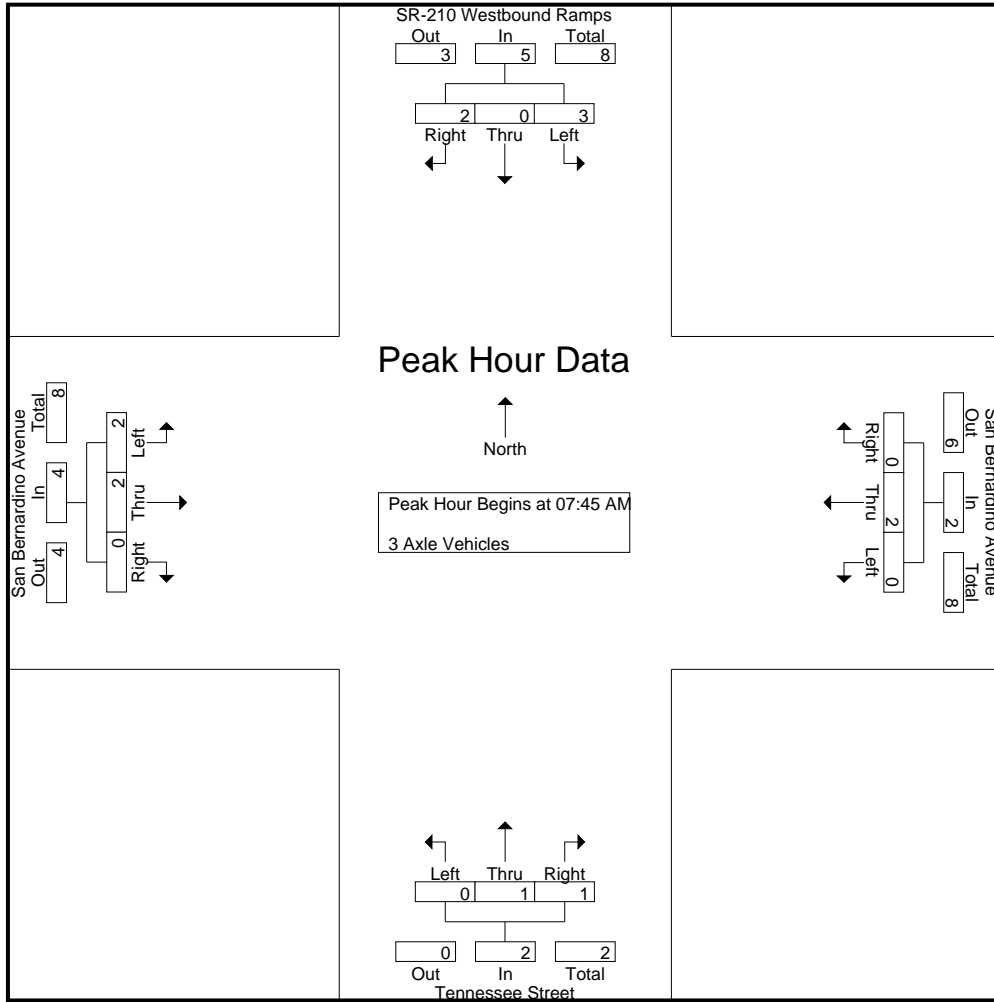 SR-210 Westbound Ramps
Out In Total
3 5 8
2 0 3
Right Thru Left
Peak Hour Data
North
Peak Hour Begins at 07:45 AM
3 Axle Vehicles
San Bernardino Avenue
Out In Total
4 4 8
Left Thru Right
2 2 0
San Bernardino Avenue
Out In Total
6 2 8
Right Thru Left
0 2 0
Left Thru Right
0 1 1
0 2 2
Out In Total
Tennessee Street